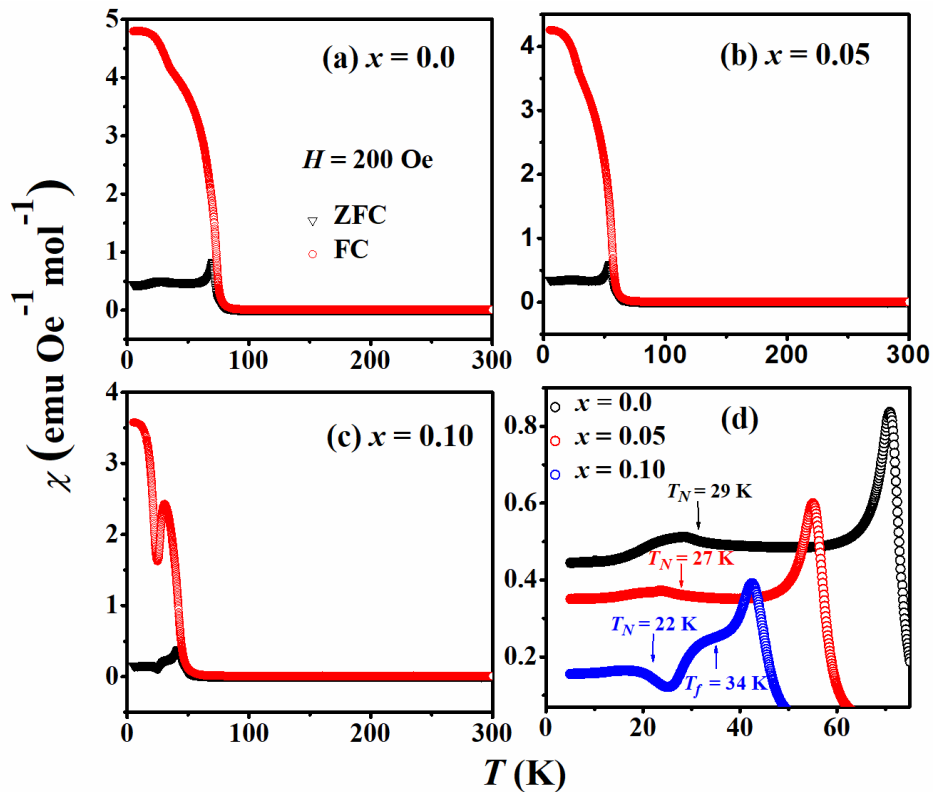 χ (emu Oe⁻¹ mol⁻¹)
5
4
3
2
1
0
(a) x = 0.0
H = 200 Oe
ZFC
FC
0 100 200 300
4
3
2
1
0
(b) x = 0.05
0 100 200 300
4
3
2
1
0
(c) x = 0.10
0 100 200 300
x = 0.0
x = 0.05
x = 0.10
(d)
0.8
0.6
0.4
0.2
T_N = 29 K
T_N = 27 K
T_N = 22 K
T_f = 34 K
0 20 40 60
T (K)